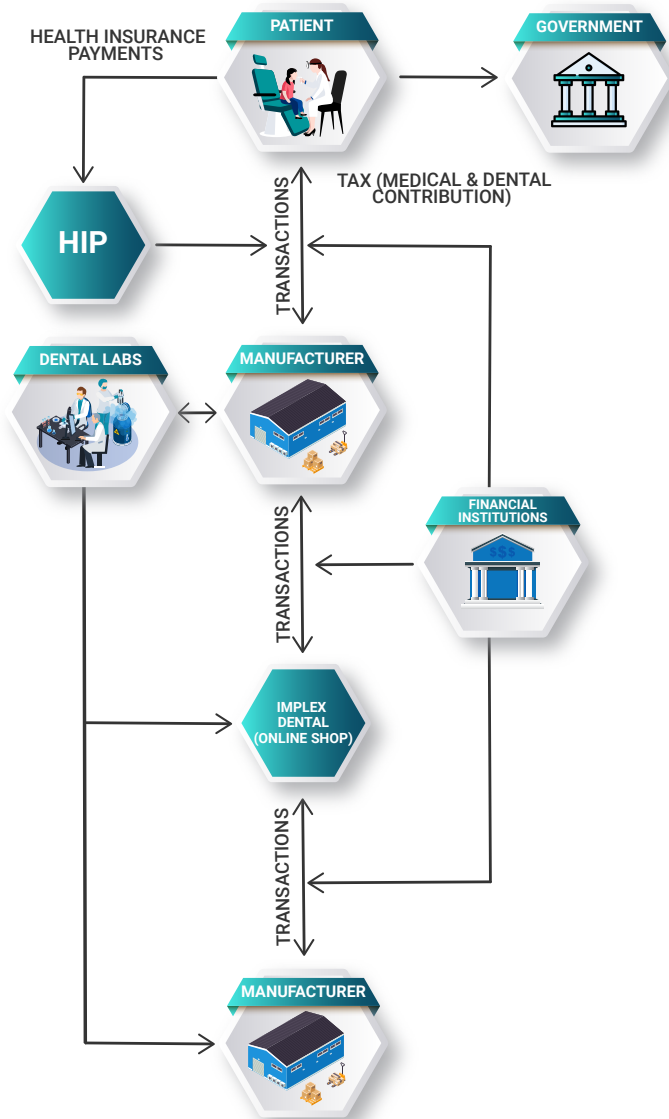 PATIENT
GOVERNMENT
HEALTH INSURANCE
PAYMENTS
TAX (MEDICAL & DENTAL
CONTRIBUTION)
TRANSACTIONS
HIP
DENTAL LABS
MANUFACTURER
FINANCIAL
INSTITUTIONS
$$$
TRANSACTIONS
IMPLEX
DENTAL
(ONLINE SHOP)
TRANSACTIONS
MANUFACTURER